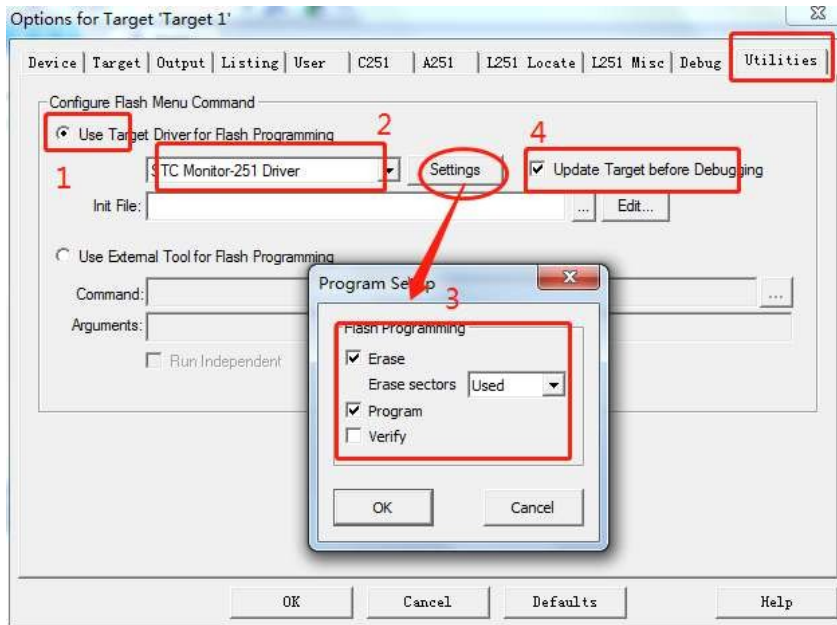 Options for Target 'Target 1'
Device Target Output Listing User C251 A251 L251 Locate L251 Misc Debug Utilities
Configure Flash Menu Command
Use Target Driver for Flash Programming
2
4
1
STC Monitor-251 Driver
Settings
Update Target before Debugging
Init File:
...
Edit...
Use External Tool for Flash Programming
Command:
...
Arguments:
Run Independent
Program Setup
3
Flash Programming
Erase
Erase sectors Used
Program
Verify
OK Cancel
OK Cancel Defaults Help